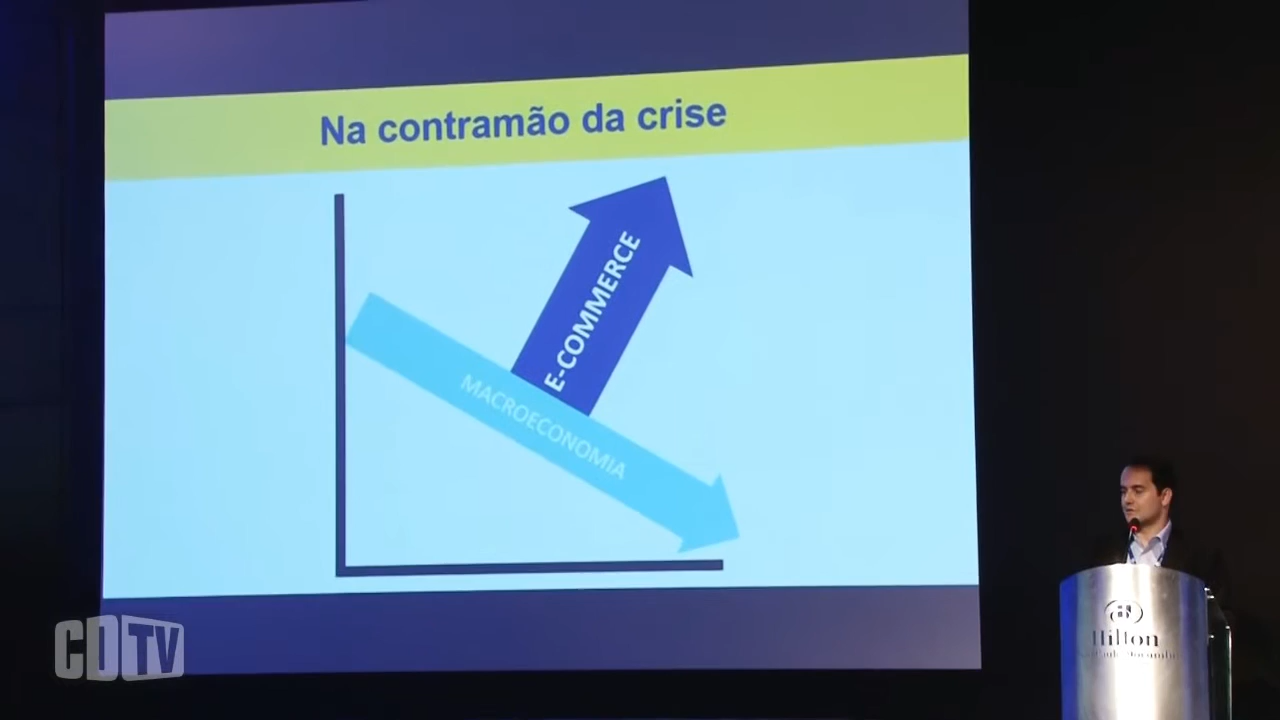 Na contramão da crise
E-COMMERCE
MACROECONOMIA
CDTV
Hilton